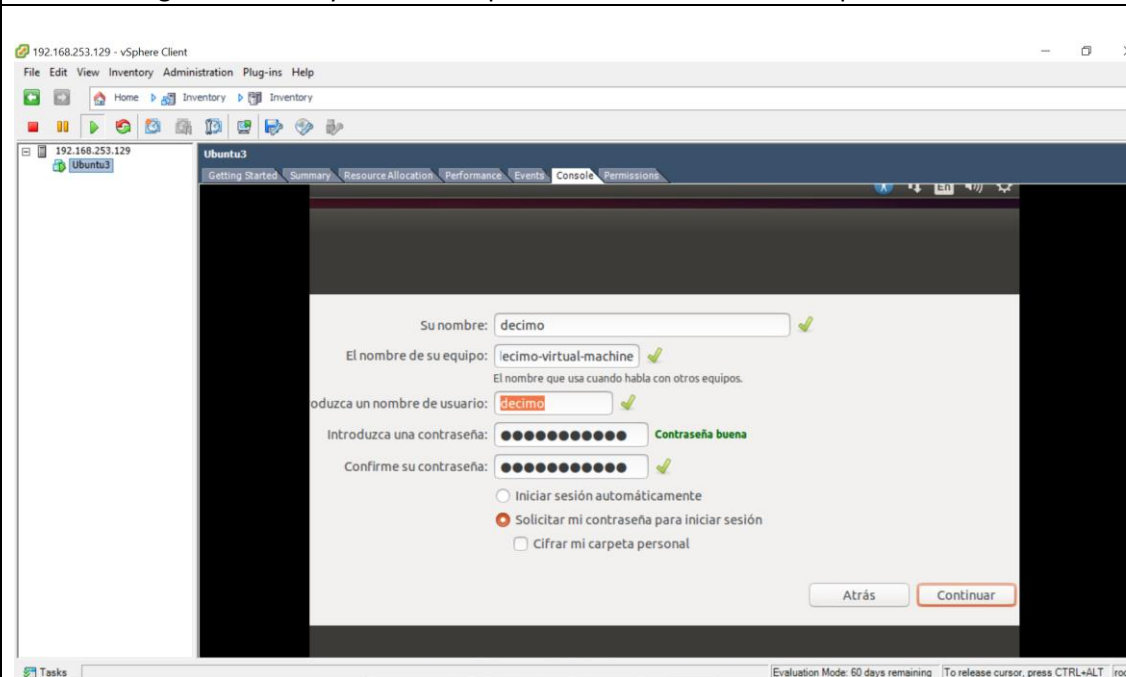 192.168.253.129 - vSphere Client
File Edit View Inventory Administration Plug-ins Help
Home Inventory Inventory
192.168.253.129
Ubuntu3
Ubuntu3
Getting Started Summary Resource Allocation Performance Events Console Permissions
En
Su nombre: decimo
El nombre de su equipo: lecimo-virtual-machine
El nombre que usa cuando habla con otros equipos.
oduzca un nombre de usuario: decimo
Introduzca una contraseña: ●●●●●●●●●●● Contraseña buena
Confirme su contraseña: ●●●●●●●●●●●
Iniciar sesión automáticamente
Solicitar mi contraseña para iniciar sesión
Cifrar mi carpeta personal
Atrás Continuar
Tasks Evaluation Mode: 60 days remaining To release cursor, press CTRL+ALT